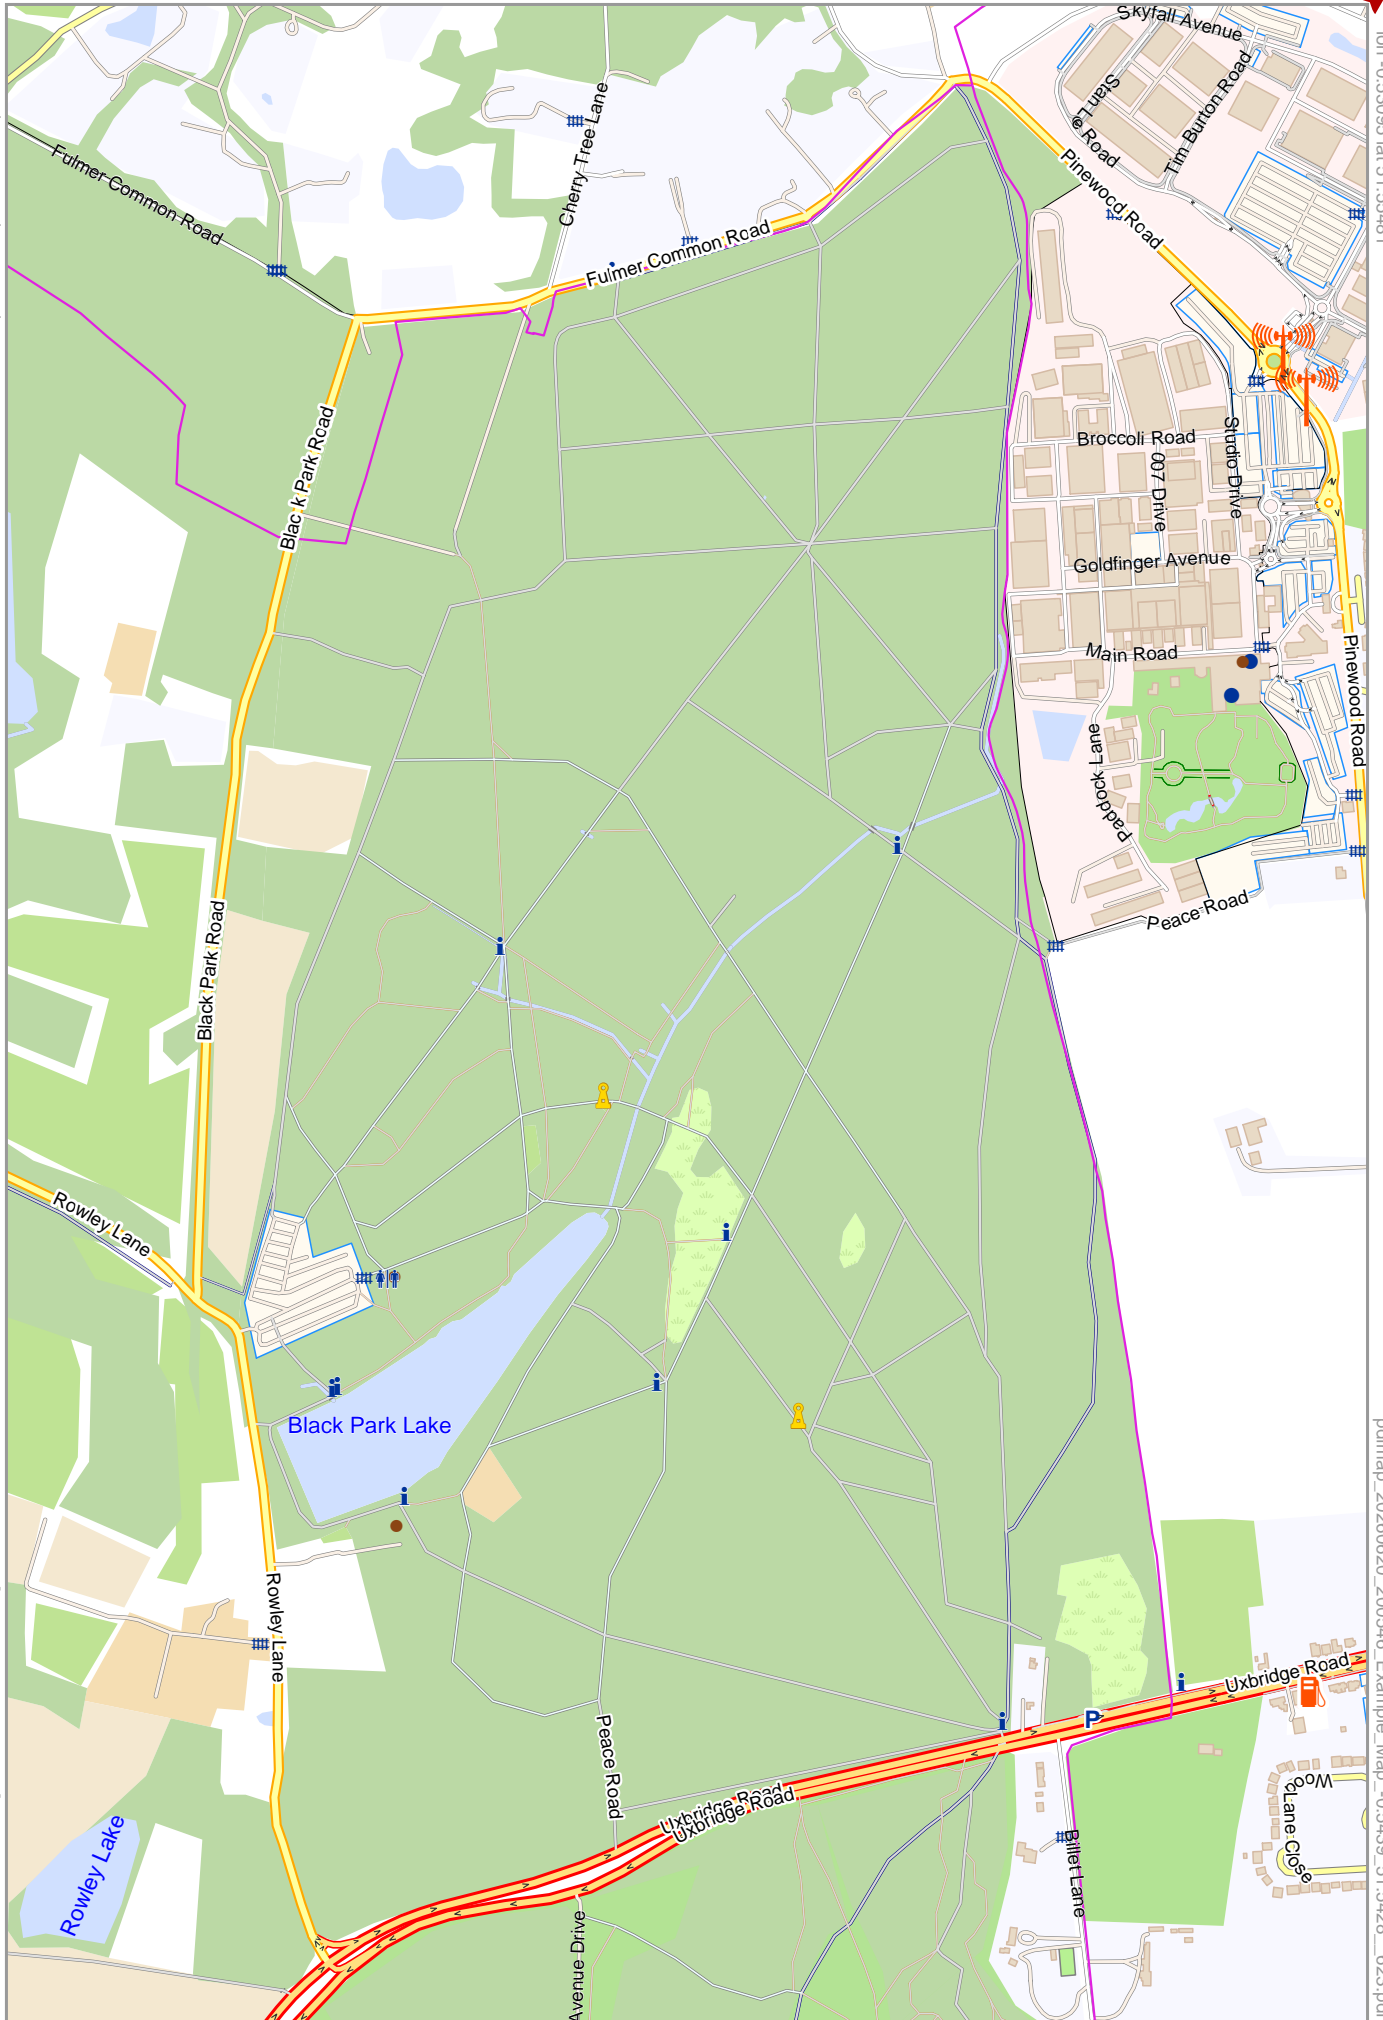 Skyfall Avenue
Stan Le Road
Tim Burton Road
Cherry Tree Lane
Fulmer Common Road
Pinewood Road
Fulmer Common Road
Black Park Road
Broccoli Road
Studio Drive
007 Drive
Goldfinger Avenue
Main Road
Pinewood Road
Paddock Lane
Peace Road
Black Park Road
Rowley Lane
Black Park Lake
Rowley Lane
Uxbridge Road
P
Peace Road
Uxbridge Road
Uxbridge Road
Wood Lane Close
Rowley Lake
Billet Lane
Avenue Drive